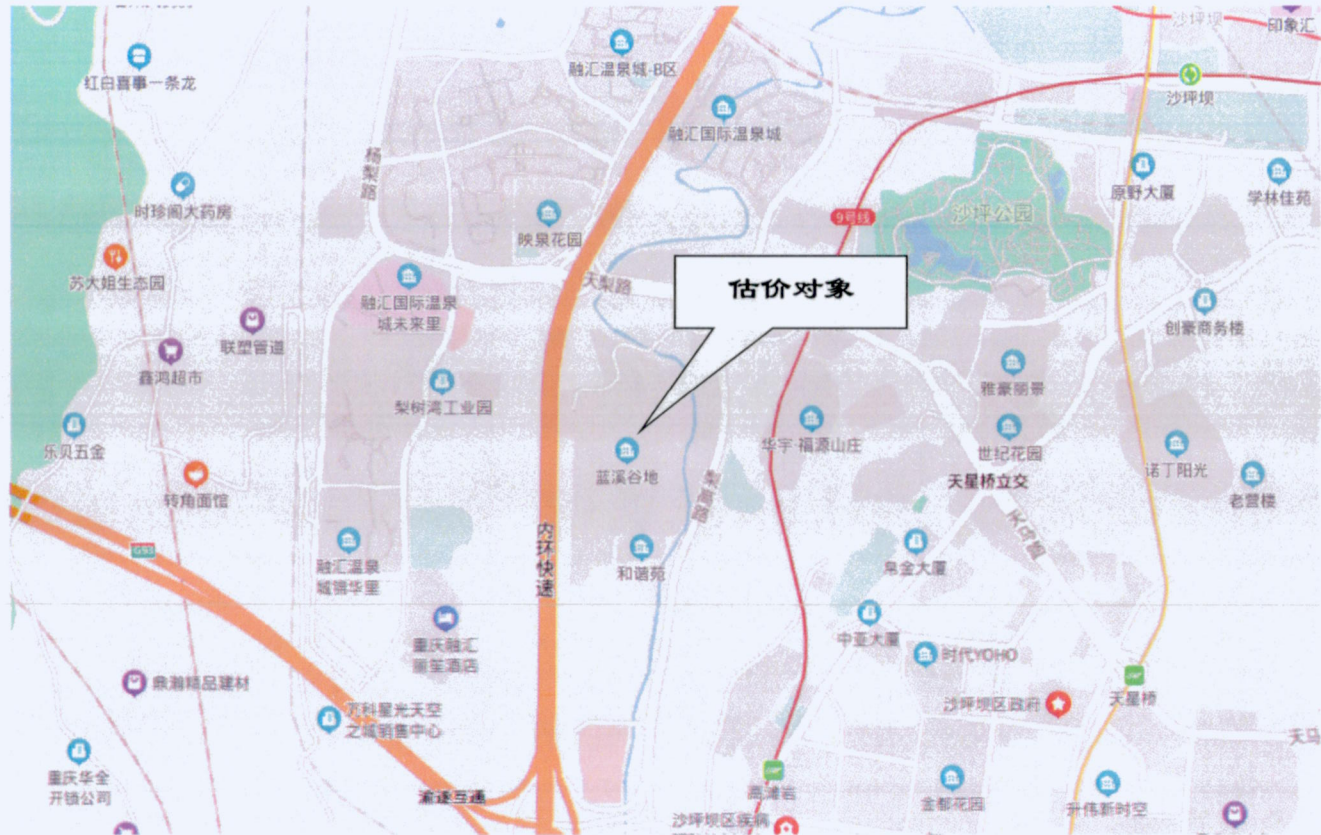 沙坪坝
印象汇
红白喜事一条龙
融汇温泉城-B区
沙坪坝
融汇国际温泉城
杨梨路
时珍阁大药房
原野大厦
学林佳苑
9号线
沙坪公园
映泉花园
苏大姐生态园
天梨路
估价对象
融汇国际温泉
城未来里
联塑管道
创豪商务楼
鑫鸿超市
雅豪丽景
梨树湾工业园
乐贝五金
华宇·福源山庄
世纪花园
蓝溪谷地
诺丁阳光
转角面馆
天星桥立交
老营楼
梨高路
内环快速
G93
融汇温泉
城锦华里
和谐苑
帛金大厦
中亚大厦
重庆融汇
丽笙酒店
时代YOHO
鼎瀚精品建材
沙坪坝区政府
天星桥
万科星光天空
之城销售中心
天马
重庆华全
开锁公司
高滩岩
金都花园
升伟新时空
渝遂互通
沙坪坝区疾病